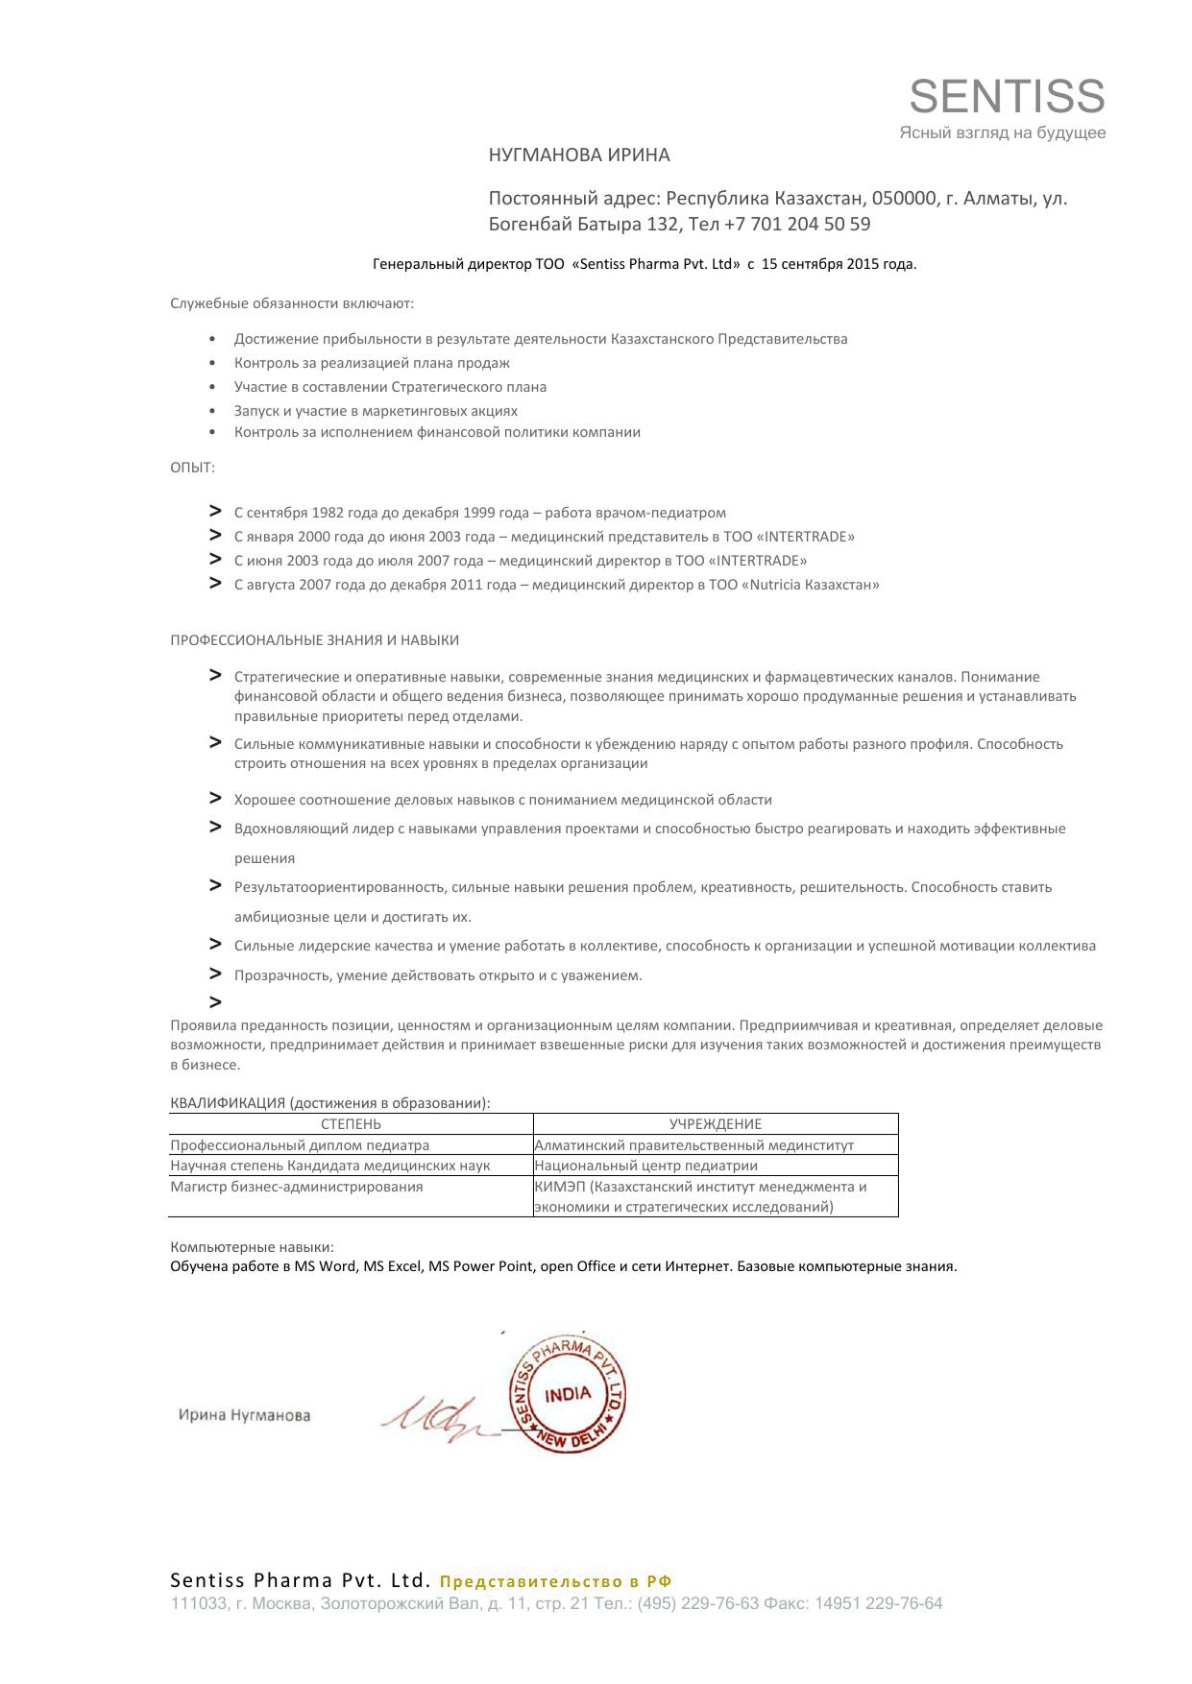 SENTISS
Ясный взгляд на будущее
НУГМАНОВА ИРИНА
Постоянный адрес: Республика Казахстан, 050000, г. Алматы, ул.
Богенбай Батыра 132, Тел +7 701 204 50 59
Генеральный директор ТОО «Sentiss Pharma Pvt. Ltd» с 15 сентября 2015 года.
Служебные обязанности включают:
• Достижение прибыльности в результате деятельности Казахстанского Представительства
• Контроль за реализацией плана продаж
• Участие в составлении Стратегического плана
• Запуск и участие в маркетинговых акциях
• Контроль за исполнением финансовой политики компании
ОПЫТ:
> С сентября 1982 года до декабря 1999 года – работа врачом-педиатром
> С января 2000 года до июня 2003 года – медицинский представитель в ТОО «INTERTRADE»
> С июня 2003 года до июля 2007 года – медицинский директор в ТОО «INTERTRADE»
> С августа 2007 года до декабря 2011 года – медицинский директор в ТОО «Nutricia Казахстан»
ПРОФЕССИОНАЛЬНЫЕ ЗНАНИЯ И НАВЫКИ
> Стратегические и оперативные навыки, современные знания медицинских и фармацевтических каналов. Понимание
финансовой области и общего ведения бизнеса, позволяющее принимать хорошо продуманные решения и устанавливать
правильные приоритеты перед отделами.
> Сильные коммуникативные навыки и способности к убеждению наряду с опытом работы разного профиля. Способность
строить отношения на всех уровнях в пределах организации
> Хорошее соотношение деловых навыков с пониманием медицинской области
> Вдохновляющий лидер с навыками управления проектами и способностью быстро реагировать и находить эффективные
решения
> Результатоориентированность, сильные навыки решения проблем, креативность, решительность. Способность ставить
амбициозные цели и достигать их.
> Сильные лидерские качества и умение работать в коллективе, способность к организации и успешной мотивации коллектива
> Прозрачность, умение действовать открыто и с уважением.
>
Проявила преданность позиции, ценностям и организационным целям компании. Предприимчивая и креативная, определяет деловые
возможности, предпринимает действия и принимает взвешенные риски для изучения таких возможностей и достижения преимуществ
в бизнесе.
КВАЛИФИКАЦИЯ (достижения в образовании):
СТЕПЕНЬ УЧРЕЖДЕНИЕ
Профессиональный диплом педиатра Алматинский правительственный мединститут
Научная степень Кандидата медицинских наук Национальный центр педиатрии
Магистр бизнес-администрирования КИМЭП (Казахстанский институт менеджмента и
экономики и стратегических исследований)
Компьютерные навыки:
Обучена работе в MS Word, MS Excel, MS Power Point, open Office и сети Интернет. Базовые компьютерные знания.
SENTISS PHARMA PVT. LTD.
INDIA
★ NEW DELHI ★
Ирина Нугманова
Sentiss Pharma Pvt. Ltd. Представительство в РФ
111033, г. Москва, Золоторожский Вал, д. 11, стр. 21 Тел.: (495) 229-76-63 Факс: 14951 229-76-64